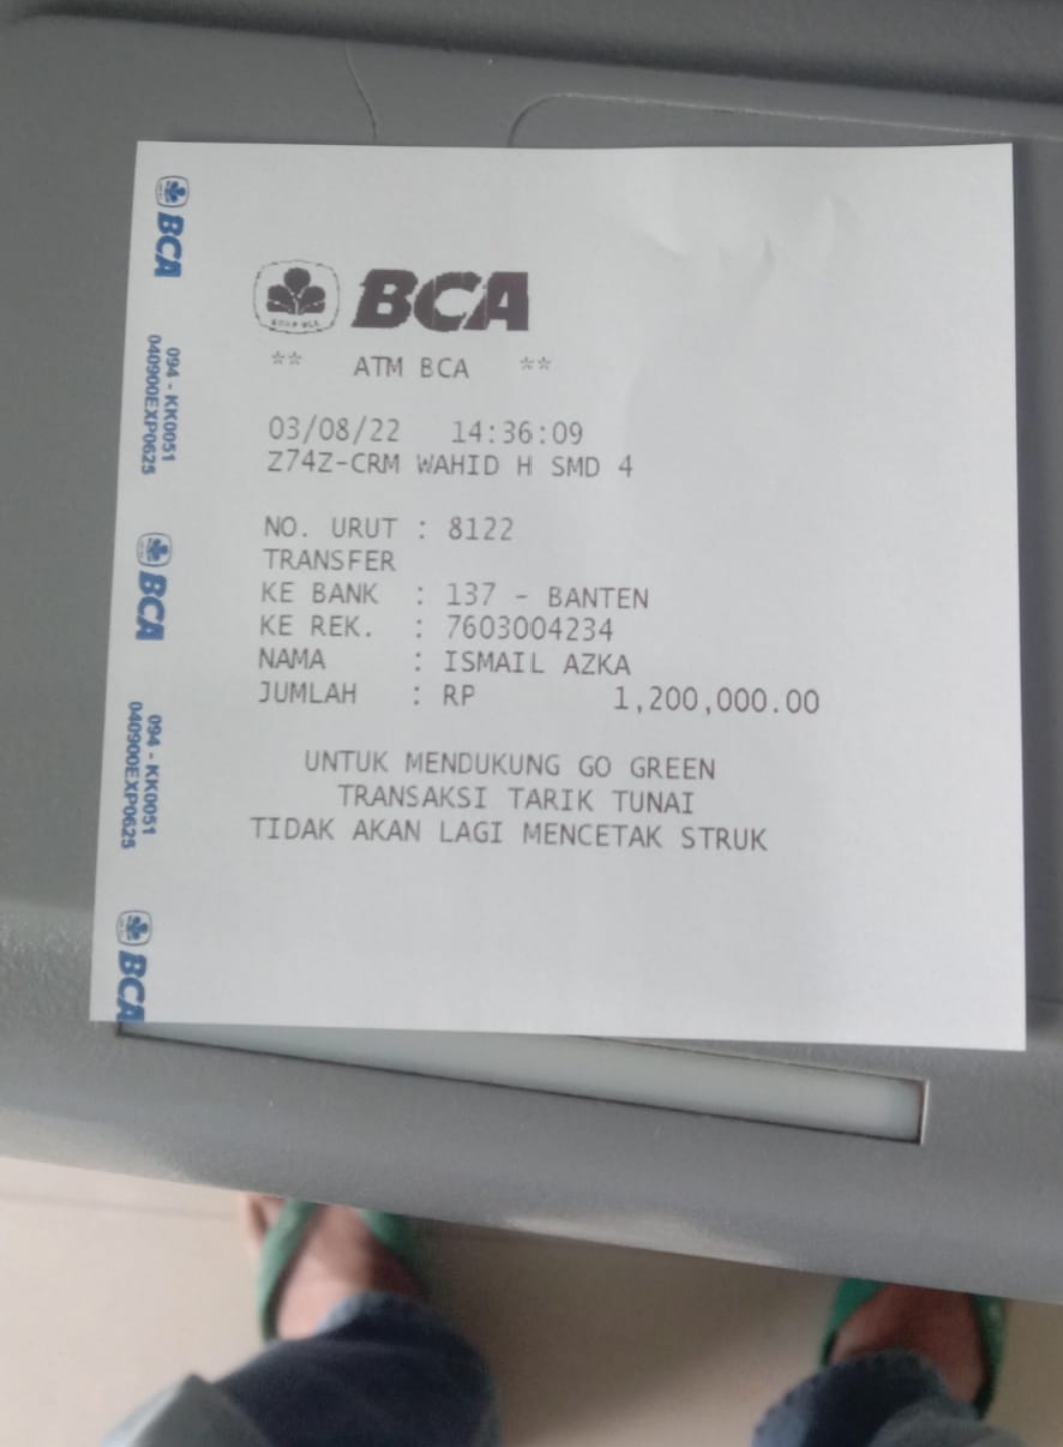 BCA
** ATM BCA **
03/08/22 14:36:09
Z74Z-CRM WAHID H SMD 4
NO. URUT : 8122
TRANSFER
KE BANK : 137 - BANTEN
KE REK. : 7603004234
NAMA : ISMAIL AZKA
JUMLAH : RP 1,200,000.00
UNTUK MENDUKUNG GO GREEN
TRANSAKSI TARIK TUNAI
TIDAK AKAN LAGI MENCETAK STRUK
BCA
094 - KK0051
040900EXP0625
BCA
094 - KK0051
040900EXP0625
BCA